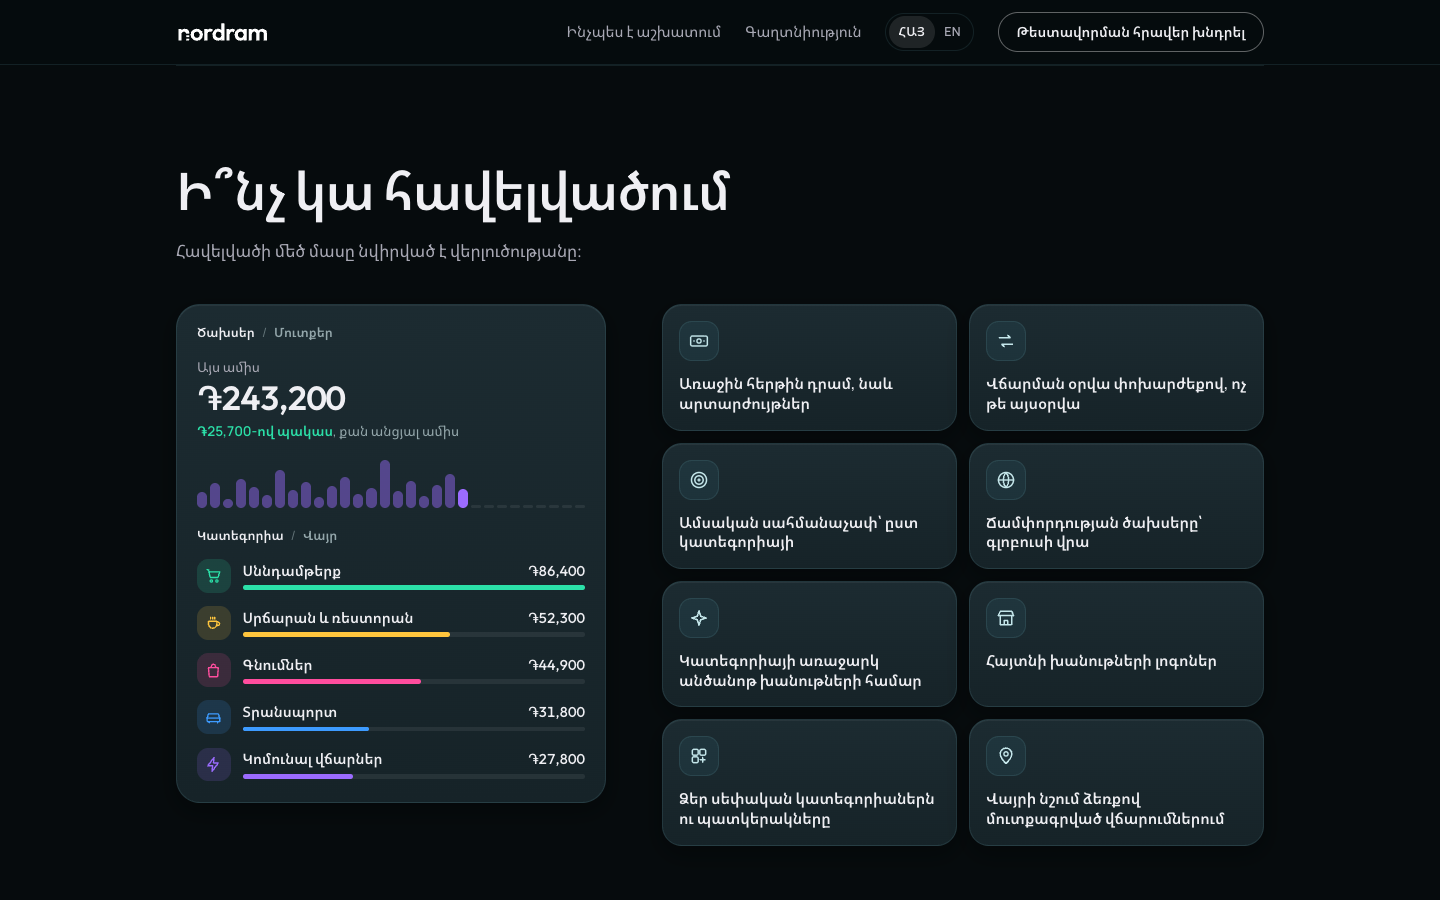 nordram
Ինչպես է աշխատում
Գաղտնիություն
ՀԱՅ
EN
Թեստավորման հրավեր խնդրել
Ի՞նչ կա հավելվածում
Հավելվածի մեծ մասը նվիրված է վերլուծությանը։
Ծախսեր / Մուտքեր
Այս ամիս
֏243,200
֏25,700-ով պակաս, քան անցյալ ամիս
Կատեգորիա / Վայր
Սննդամթերք ֏86,400
Սրճարան և ռեստորան ֏52,300
Գնումներ ֏44,900
Տրանսպորտ ֏31,800
Կոմունալ վճարներ ֏27,800
Առաջին հերթին դրամ, նաև
արտարժույթներ
Վճարման օրվա փոխարժեքով, ոչ
թե այսօրվա
Ամսական սահմանաչափ՝ ըստ
կատեգորիայի
Ճամփորդության ծախսերը՝
գլոբուսի վրա
Կատեգորիայի առաջարկ
անծանոթ խանութների համար
Հայտնի խանութների լոգոներ
Ձեր սեփական կատեգորիաներն
ու պատկերակները
Վայրի նշում ձեռքով
մուտքագրված վճարումներում